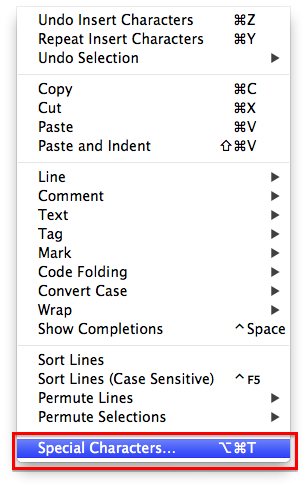 Undo Insert Characters ⌘Z
Repeat Insert Characters ⌘Y
Undo Selection ▶
Copy ⌘C
Cut ⌘X
Paste ⌘V
Paste and Indent ⇧⌘V
Line ▶
Comment ▶
Text ▶
Tag ▶
Mark ▶
Code Folding ▶
Convert Case ▶
Wrap ▶
Show Completions ^Space
Sort Lines
Sort Lines (Case Sensitive) ^F5
Permute Lines ▶
Permute Selections ▶
Special Characters... ⌥⌘T